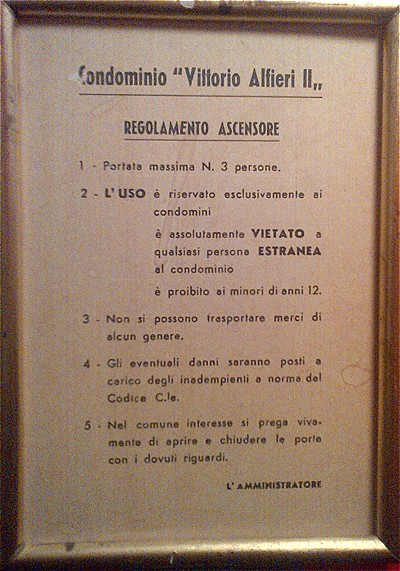 Condominio "Vittorio Alfieri II„
REGOLAMENTO ASCENSORE
1 - Portata massima N. 3 persone.
2 - L'USO è riservato esclusivamente ai
condomini
è assolutamente VIETATO a
qualsiasi persona ESTRANEA
al condominio
è proibito ai minori di anni 12.
3 - Non si possono trasportare merci di
alcun genere.
4 - Gli eventuali danni saranno posti a
carico degli inadempienti a norma del
Codice C.le.
5 - Nel comune interesse si prega viva-
mente di aprire e chiudere le porte
con i dovuti riguardi.
L'AMMINISTRATORE